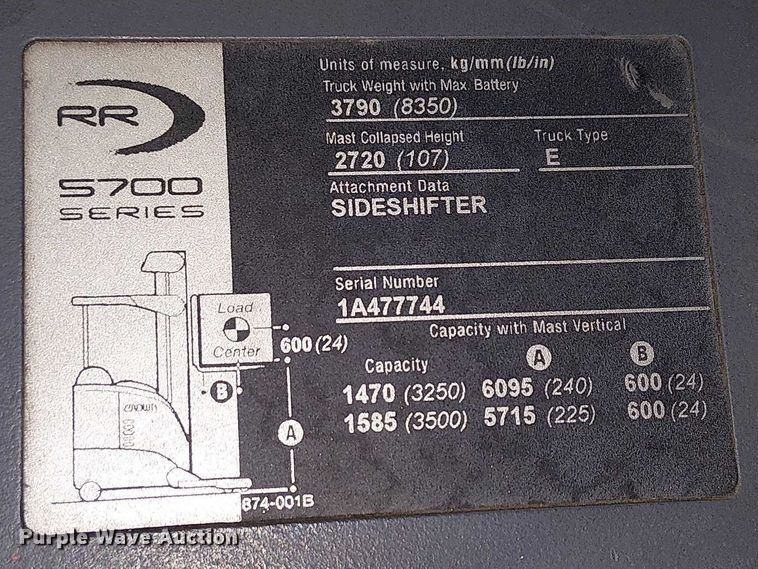 RR
5700
SERIES
Units of measure, kg/mm(lb/in)
Truck Weight with Max. Battery
3790 (8350)
Mast Collapsed Height Truck Type
2720 (107) E
Attachment Data
SIDESHIFTER
Serial Number
1A477744
Capacity with Mast Vertical
Capacity A B
1470 (3250) 6095 (240) 600 (24)
1585 (3500) 5715 (225) 600 (24)
Load
Center
600 (24)
B
CROWN
A
874-001B
Purple Wave Auction